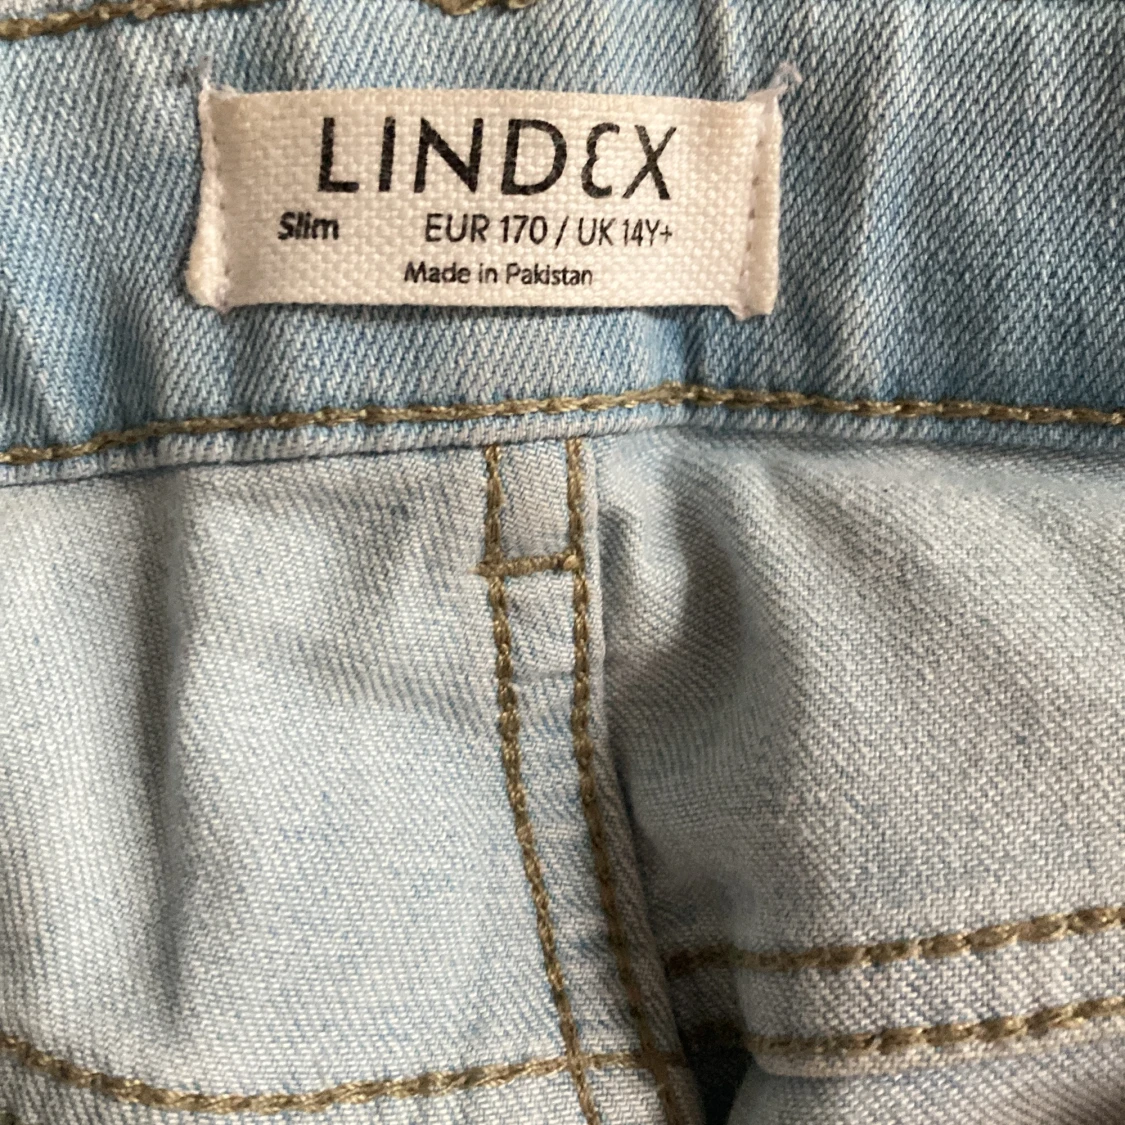 LINDEX
Slim EUR 170 / UK 14Y+
Made in Pakistan